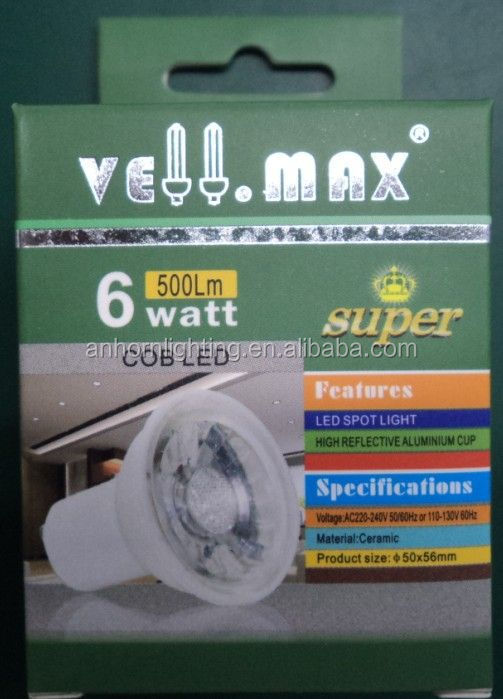 vell.max®
6 watt
500Lm
super
anhornlighting.en.alibaba.com
COB LED
Features
LED SPOT LIGHT
HIGH REFLECTIVE ALUMINIUM CUP
Specifications
Voltage:AC220-240V 50/60Hz or 110-130V 60Hz
Material:Ceramic
Product size: φ50x56mm